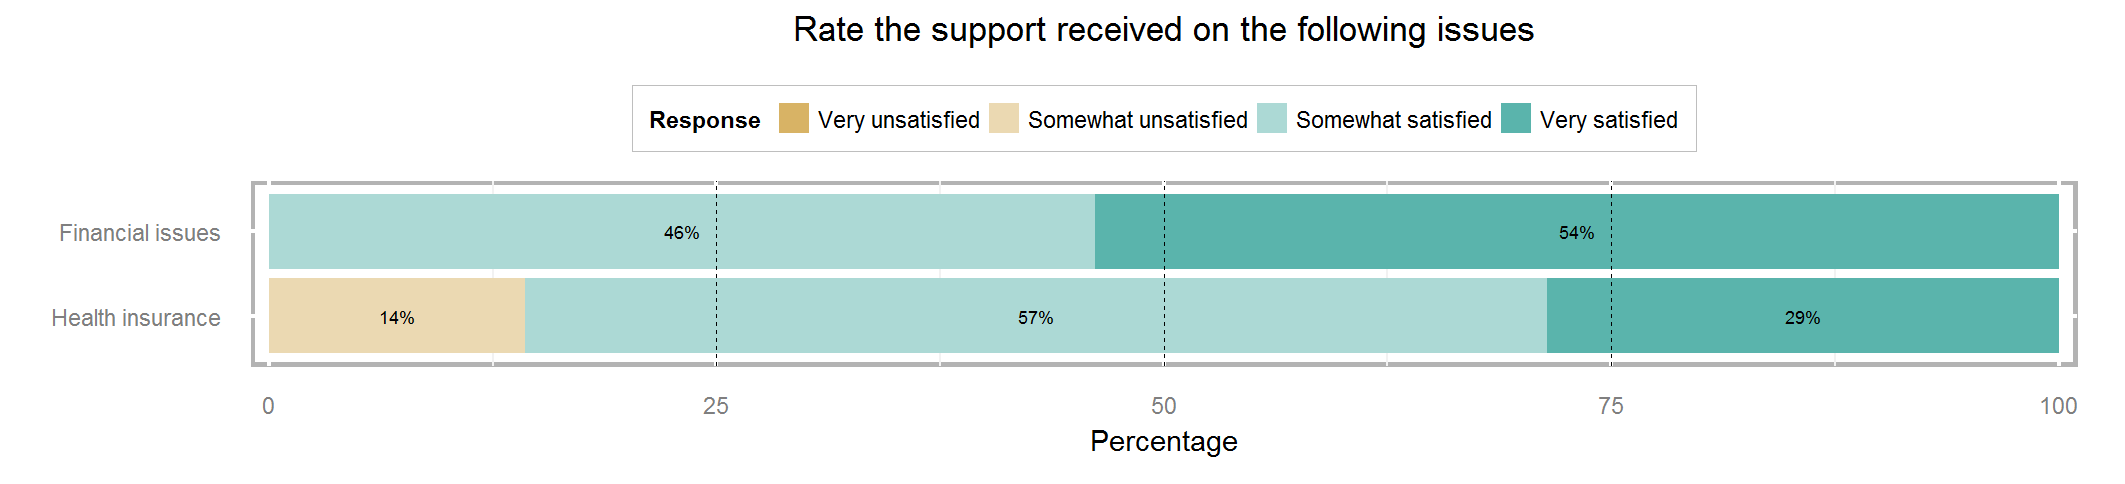 Rate the support received on the following issues
Response Very unsatisfied Somewhat unsatisfied Somewhat satisfied Very satisfied
Financial issues 46% 54%
Health insurance 14% 57% 29%
0 25 50 75 100
Percentage